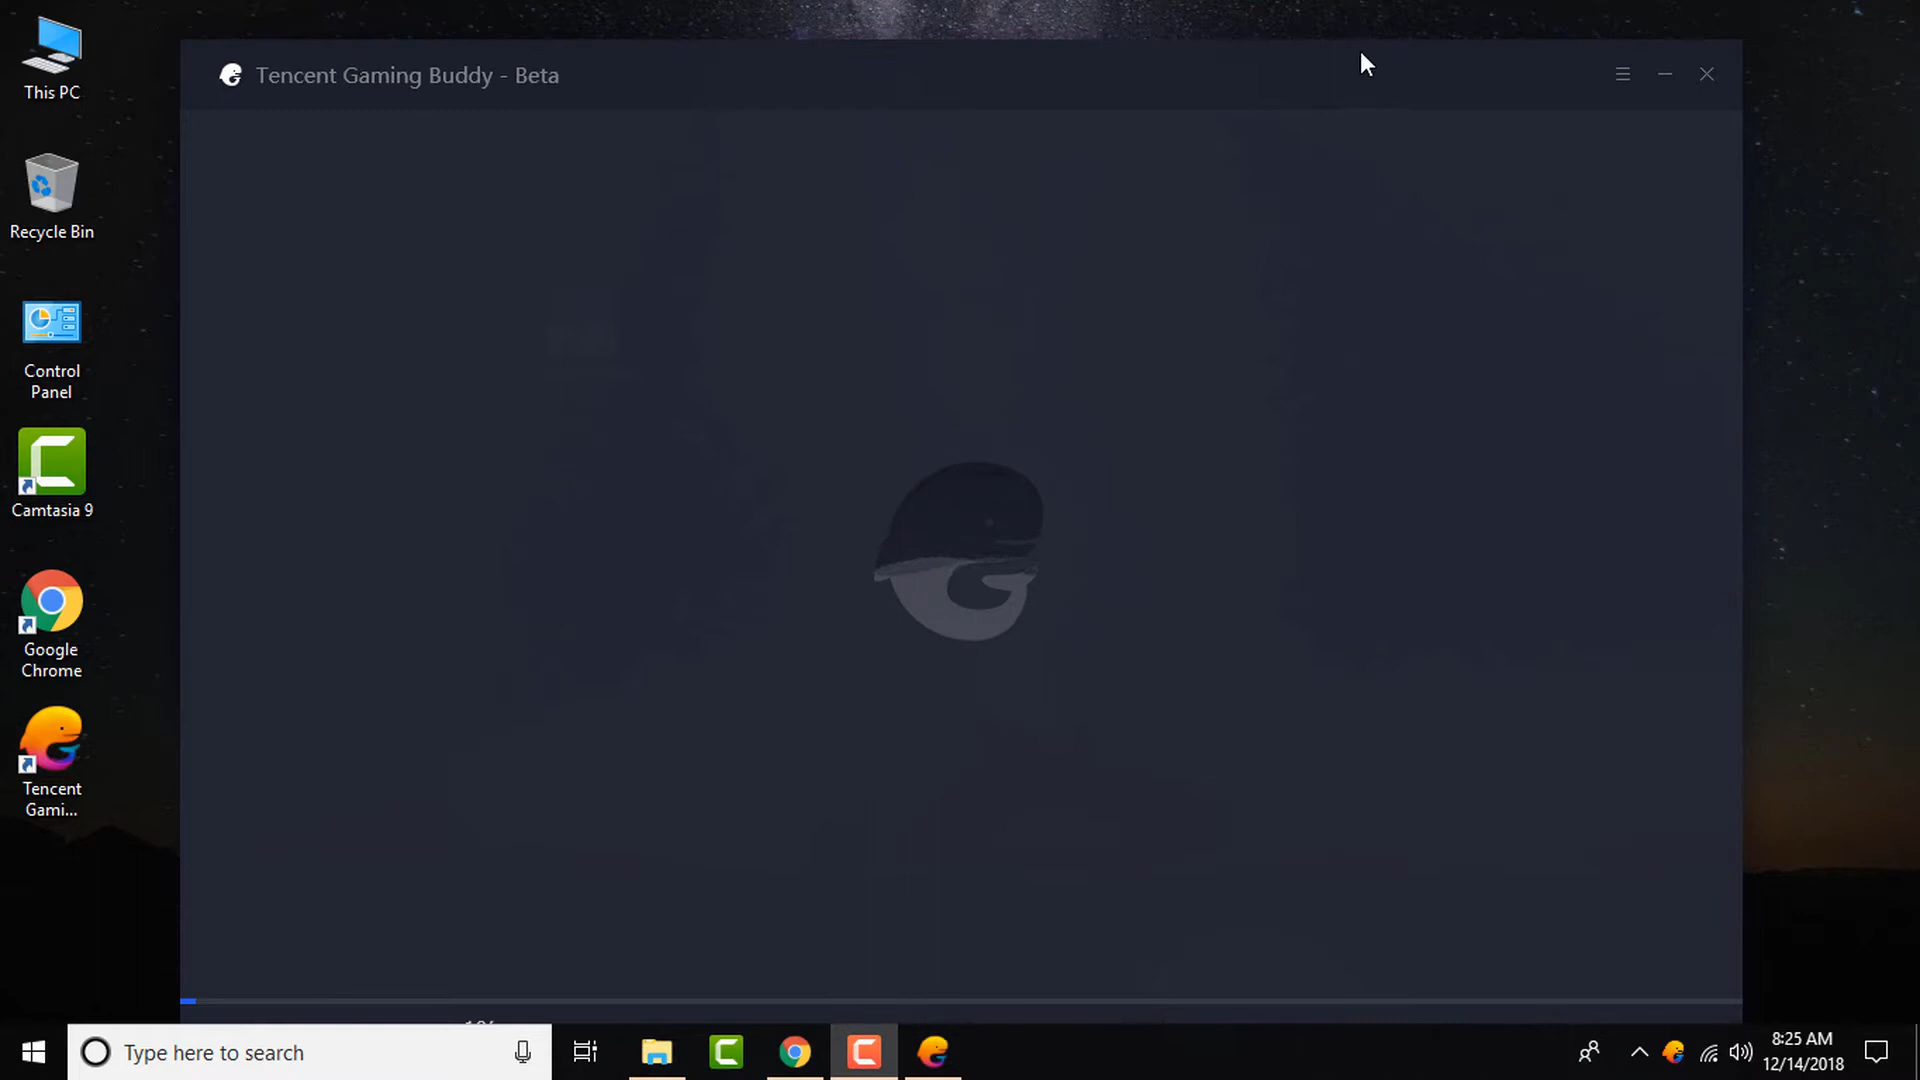 Tencent Gaming Buddy - Beta
This PC
Recycle Bin
Control
Panel
Camtasia 9
Google
Chrome
Tencent
Gami...
Type here to search
8:25 AM
12/14/2018